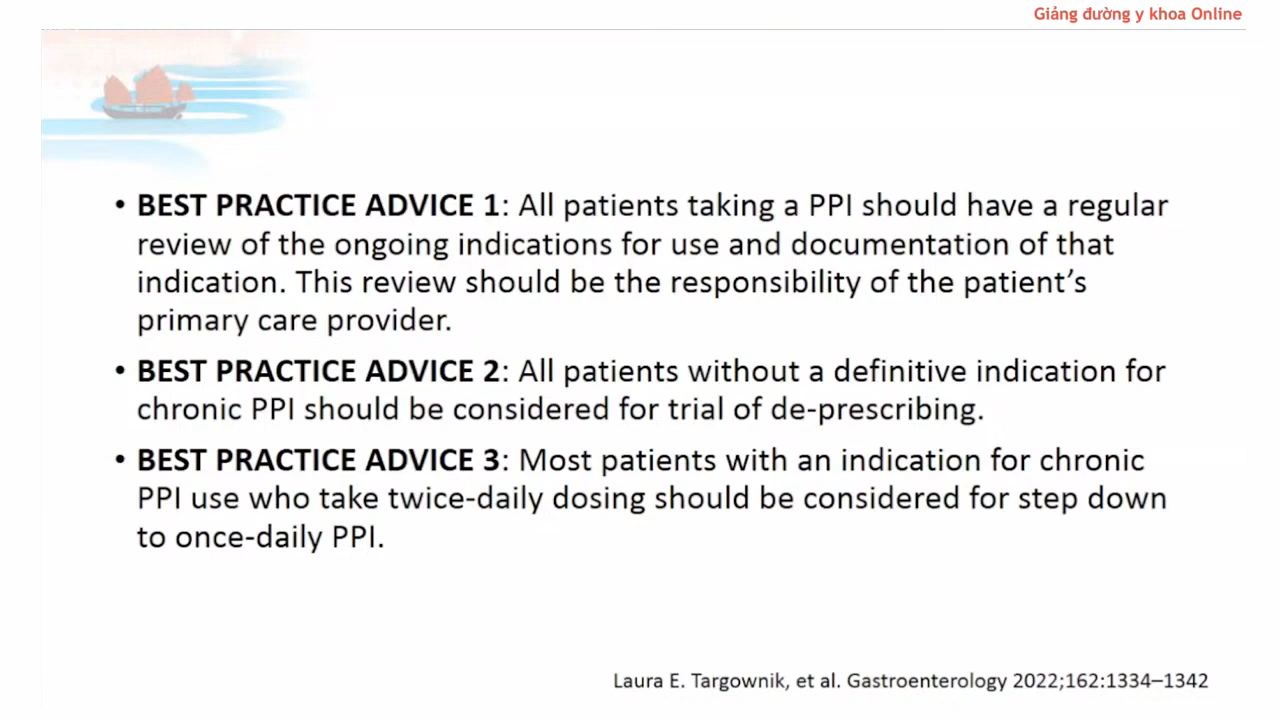 Giảng đường y khoa Online
• BEST PRACTICE ADVICE 1: All patients taking a PPI should have a regular
review of the ongoing indications for use and documentation of that
indication. This review should be the responsibility of the patient’s
primary care provider.
• BEST PRACTICE ADVICE 2: All patients without a definitive indication for
chronic PPI should be considered for trial of de-prescribing.
• BEST PRACTICE ADVICE 3: Most patients with an indication for chronic
PPI use who take twice-daily dosing should be considered for step down
to once-daily PPI.
Laura E. Targownik, et al. Gastroenterology 2022;162:1334–1342